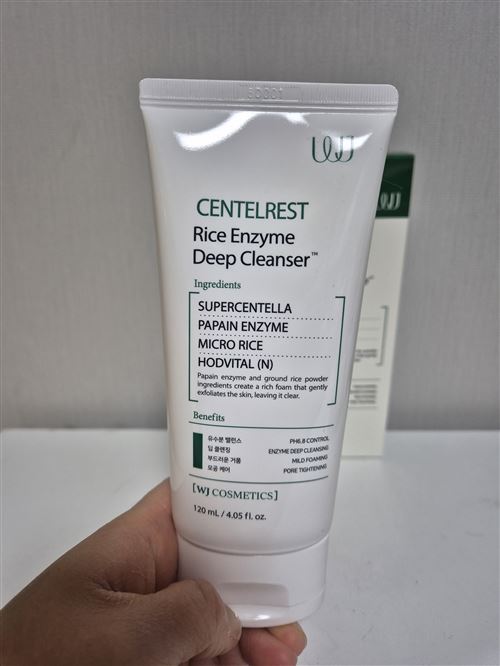 WJ
CENTELREST
Rice Enzyme
Deep Cleanser™
Ingredients
SUPERCENTELLA
PAPAIN ENZYME
MICRO RICE
HODVITAL (N)
Papain enzyme and ground rice powder
ingredients create a rich foam that gently
exfoliates the skin, leaving it clear.
Benefits
유수분 밸런스
딥 클렌징
부드러운 거품
모공 케어
PH6.8 CONTROL
ENZYME DEEP CLEANSING
MILD FOAMING
PORE TIGHTENING
[WJ COSMETICS]
120 mL / 4.05 fl. oz.
WJ